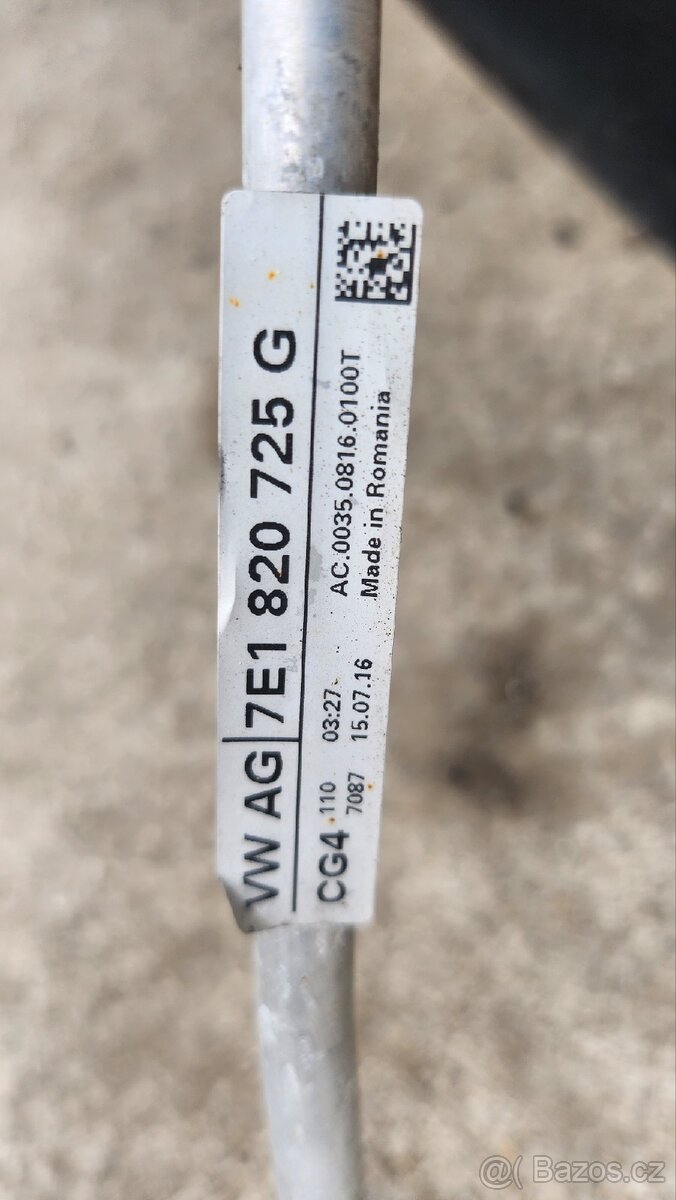 VW AG 7E1 820 725 G
CG4 110 03:27 AC.0035.0816.0100T
7087 15.07.16 Made in Romania
@( Bazos.cz